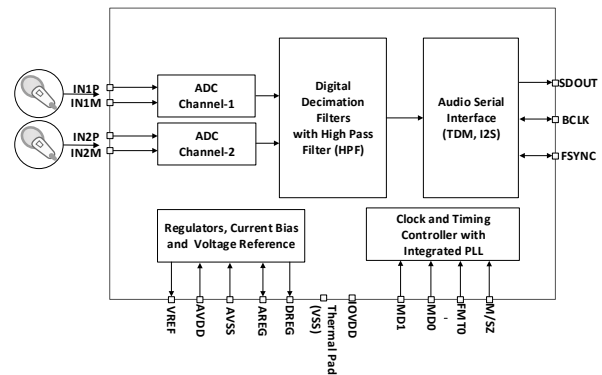 IN1P
IN1M
IN2P
IN2M
ADC
Channel-1
ADC
Channel-2
Digital
Decimation
Filters
with High Pass
Filter (HPF)
Audio Serial
Interface
(TDM, I2S)
SDOUT
BCLK
FSYNC
Regulators, Current Bias
and Voltage Reference
Clock and Timing
Controller with
Integrated PLL
VREF
AVDD
AVSS
AREG
DREG
Thermal Pad
(VSS)
IOVDD
MD1
MD0
-
FMT0
M/SZ